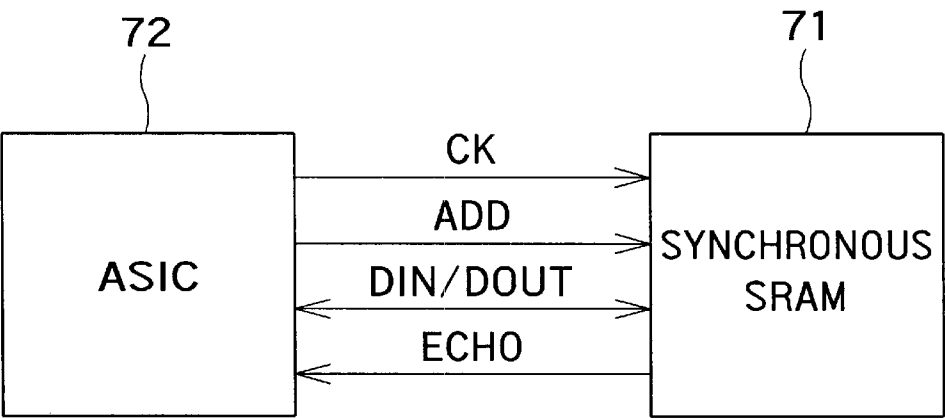 72
71
CK
ADD
ASIC
DIN/DOUT
ECHO
SYNCHRONOUS
SRAM